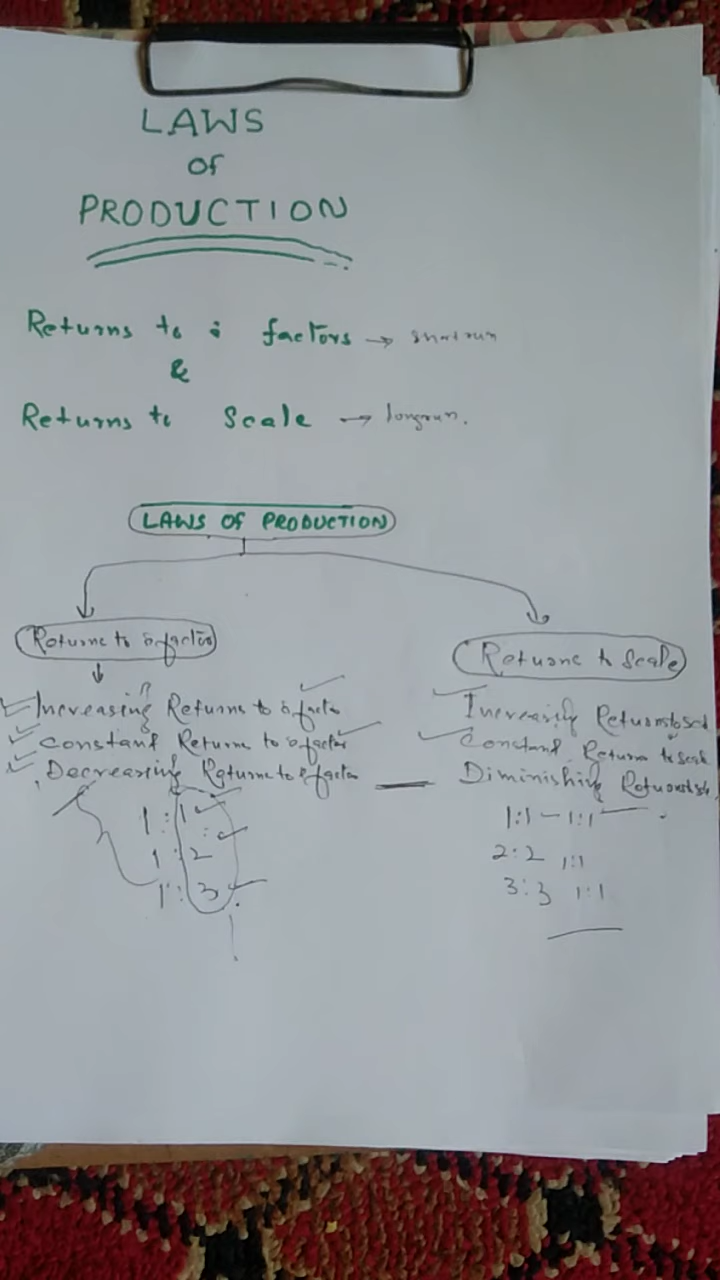 LAWS
of
PRODUCTION
Returns to a factors → short run
&
Returns to Scale → longrun.
LAWS OF PRODUCTION
Returns to a factor
Returns to Scale
Increasing Returns to a factor
Constant Returns to a factor
Decreasing Returns to a factor
Increasing Returns to scale
Constant Returns to scale
Diminishing Returns to scale
1:1
1:2
1:3
1:1 - 1:1
2:2 1:1
3:3 1:1